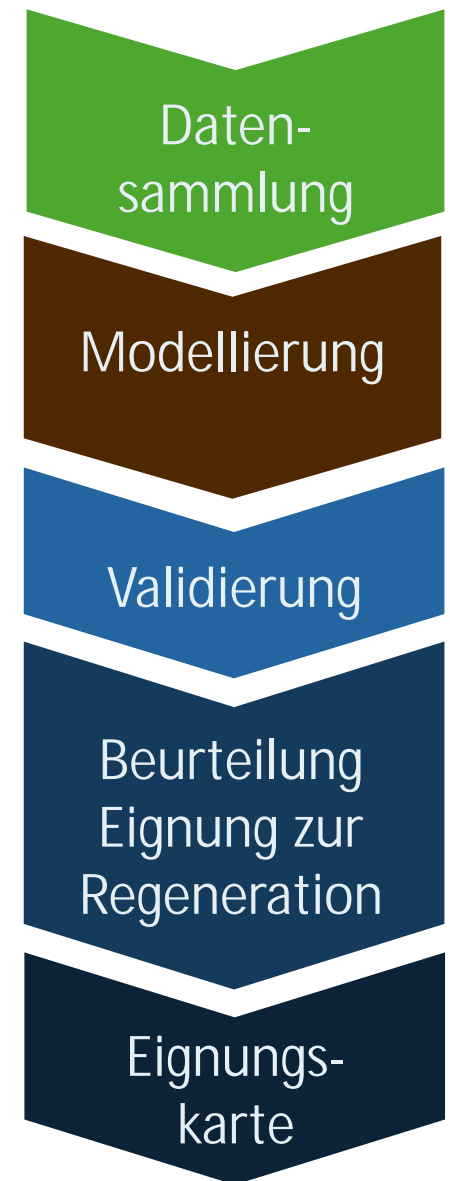 Daten-
sammlung
Modellierung
Validierung
Beurteilung
Eignung zur
Regeneration
Eignungs-
karte